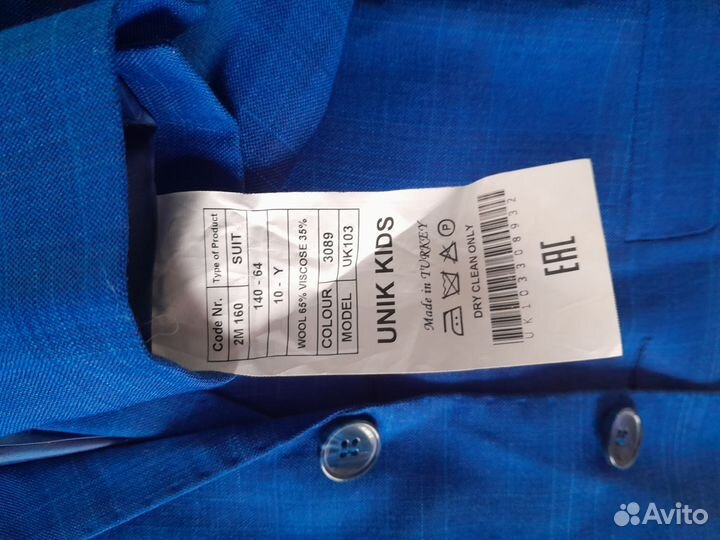 Code Nr. Type of Product
2M 160 SUIT
140 - 64
10 - Y
WOOL 65% VISCOSE 35%
COLOUR 3089
MODEL UK103
UNIK KIDS
Made in TURKEY
P
DRY CLEAN ONLY
UK103308932
EAC
Avito